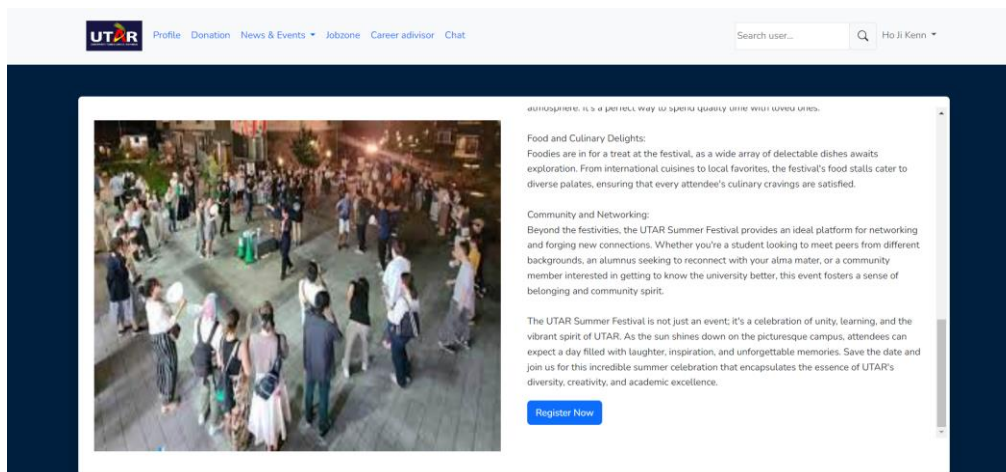 UTAR
Profile Donation News & Events Jobzone Career adivisor Chat
Search user...
Ho Ji Kenn
atmosphere. It's a perfect way to spend quality time with loved ones.
Food and Culinary Delights:
Foodies are in for a treat at the festival, as a wide array of delectable dishes awaits
exploration. From international cuisines to local favorites, the festival's food stalls cater to
diverse palates, ensuring that every attendee's culinary cravings are satisfied.
Community and Networking:
Beyond the festivities, the UTAR Summer Festival provides an ideal platform for networking
and forging new connections. Whether you're a student looking to meet peers from different
backgrounds, an alumnus seeking to reconnect with your alma mater, or a community
member interested in getting to know the university better, this event fosters a sense of
belonging and community spirit.
The UTAR Summer Festival is not just an event; it's a celebration of unity, learning, and the
vibrant spirit of UTAR. As the sun shines down on the picturesque campus, attendees can
expect a day filled with laughter, inspiration, and unforgettable memories. Save the date and
join us for this incredible summer celebration that encapsulates the essence of UTAR's
diversity, creativity, and academic excellence.
Register Now